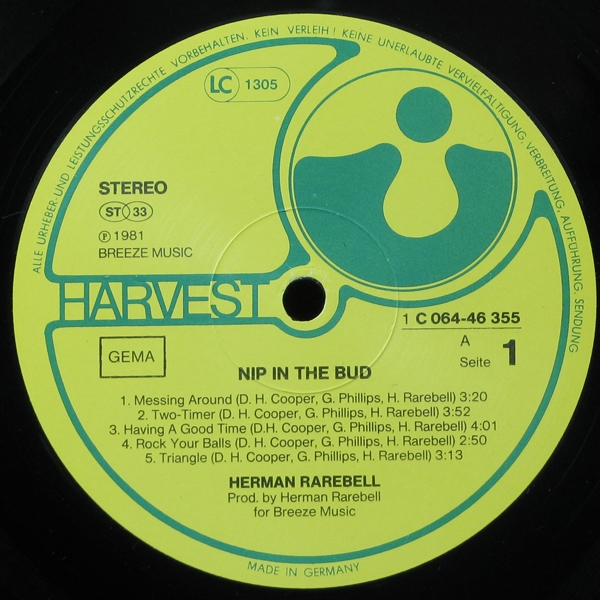 ALLE URHEBER- UND LEISTUNGSSCHUTZRECHTE VORBEHALTEN. KEIN VERLEIH! KEINE UNERLAUBTE VERVIELFÄLTIGUNG, VERBREITUNG, AUFFÜHRUNG, SENDUNG
LC 1305
STEREO
ST 33
℗ 1981
BREEZE MUSIC
HARVEST
1 C 064-46 355
A
Seite 1
GEMA
NIP IN THE BUD
1. Messing Around (D. H. Cooper, G. Phillips, H. Rarebell) 3:20
2. Two-Timer (D. H. Cooper, G. Phillips, H. Rarebell) 3:52
3. Having A Good Time (D.H. Cooper, G. Phillips, H. Rarebell) 4:01
4. Rock Your Balls (D. H. Cooper, G. Phillips, H. Rarebell) 2:50
5. Triangle (D. H. Cooper, G. Phillips, H. Rarebell) 3:13
HERMAN RAREBELL
Prod. by Herman Rarebell
for Breeze Music
MADE IN GERMANY